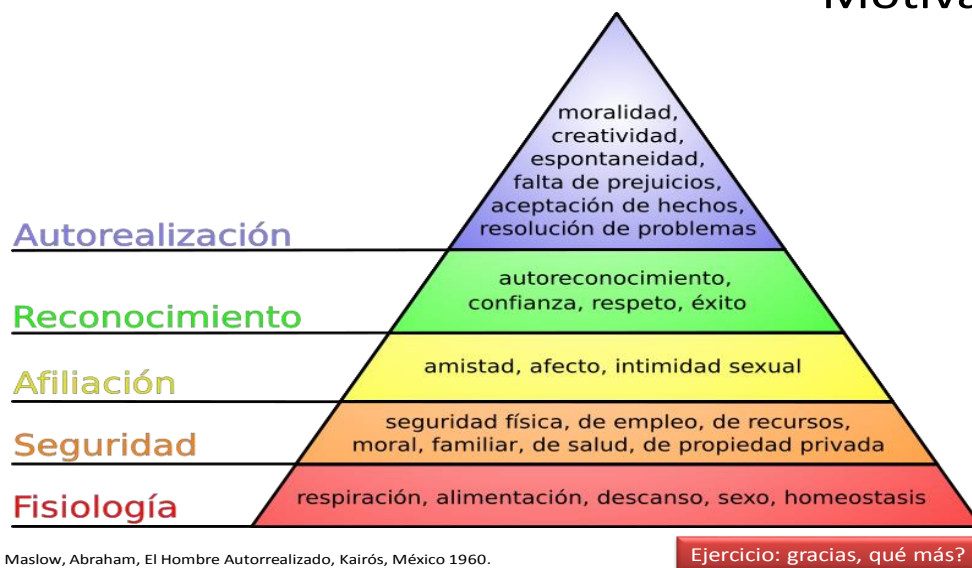 moralidad,
creatividad,
espontaneidad,
falta de prejuicios,
aceptación de hechos,
resolución de problemas
Autorealización
autoreconocimiento,
confianza, respeto, éxito
Reconocimiento
amistad, afecto, intimidad sexual
Afiliación
seguridad física, de empleo, de recursos,
moral, familiar, de salud, de propiedad privada
Seguridad
respiración, alimentación, descanso, sexo, homeostasis
Fisiología
Maslow, Abraham, El Hombre Autorrealizado, Kairós, México 1960.
Ejercicio: gracias, qué más?